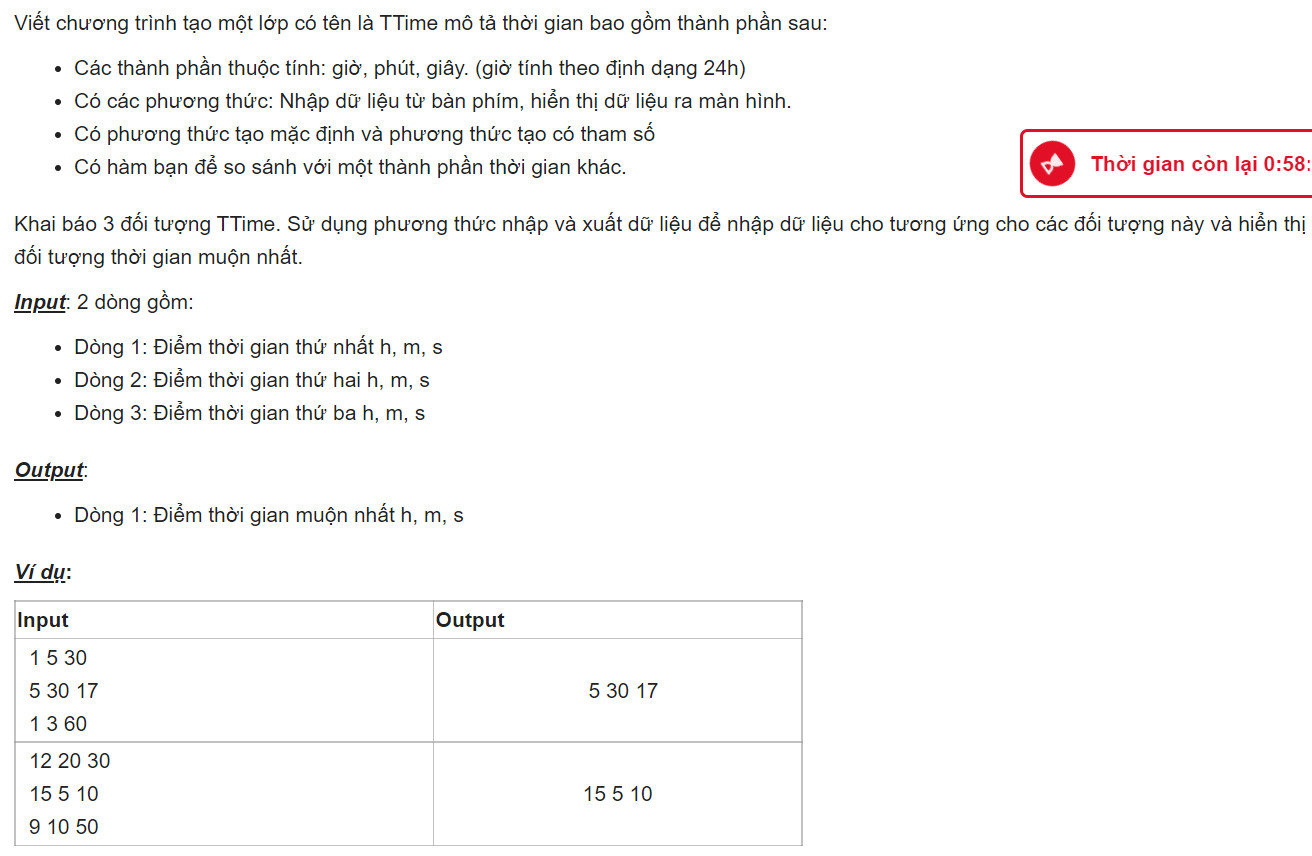 Viết chương trình tạo một lớp có tên là TTime mô tả thời gian bao gồm thành phần sau:
• Các thành phần thuộc tính: giờ, phút, giây. (giờ tính theo định dạng 24h)
• Có các phương thức: Nhập dữ liệu từ bàn phím, hiển thị dữ liệu ra màn hình.
• Có phương thức tạo mặc định và phương thức tạo có tham số
• Có hàm bạn để so sánh với một thành phần thời gian khác.
Thời gian còn lại 0:58:
Khai báo 3 đối tượng TTime. Sử dụng phương thức nhập và xuất dữ liệu để nhập dữ liệu cho tương ứng cho các đối tượng này và hiển thị
đối tượng thời gian muộn nhất.
Input: 2 dòng gồm:
• Dòng 1: Điểm thời gian thứ nhất h, m, s
• Dòng 2: Điểm thời gian thứ hai h, m, s
• Dòng 3: Điểm thời gian thứ ba h, m, s
Output:
• Dòng 1: Điểm thời gian muộn nhất h, m, s
Ví dụ:
Input Output
1 5 30
5 30 17
1 3 60
5 30 17
12 20 30
15 5 10
9 10 50
15 5 10